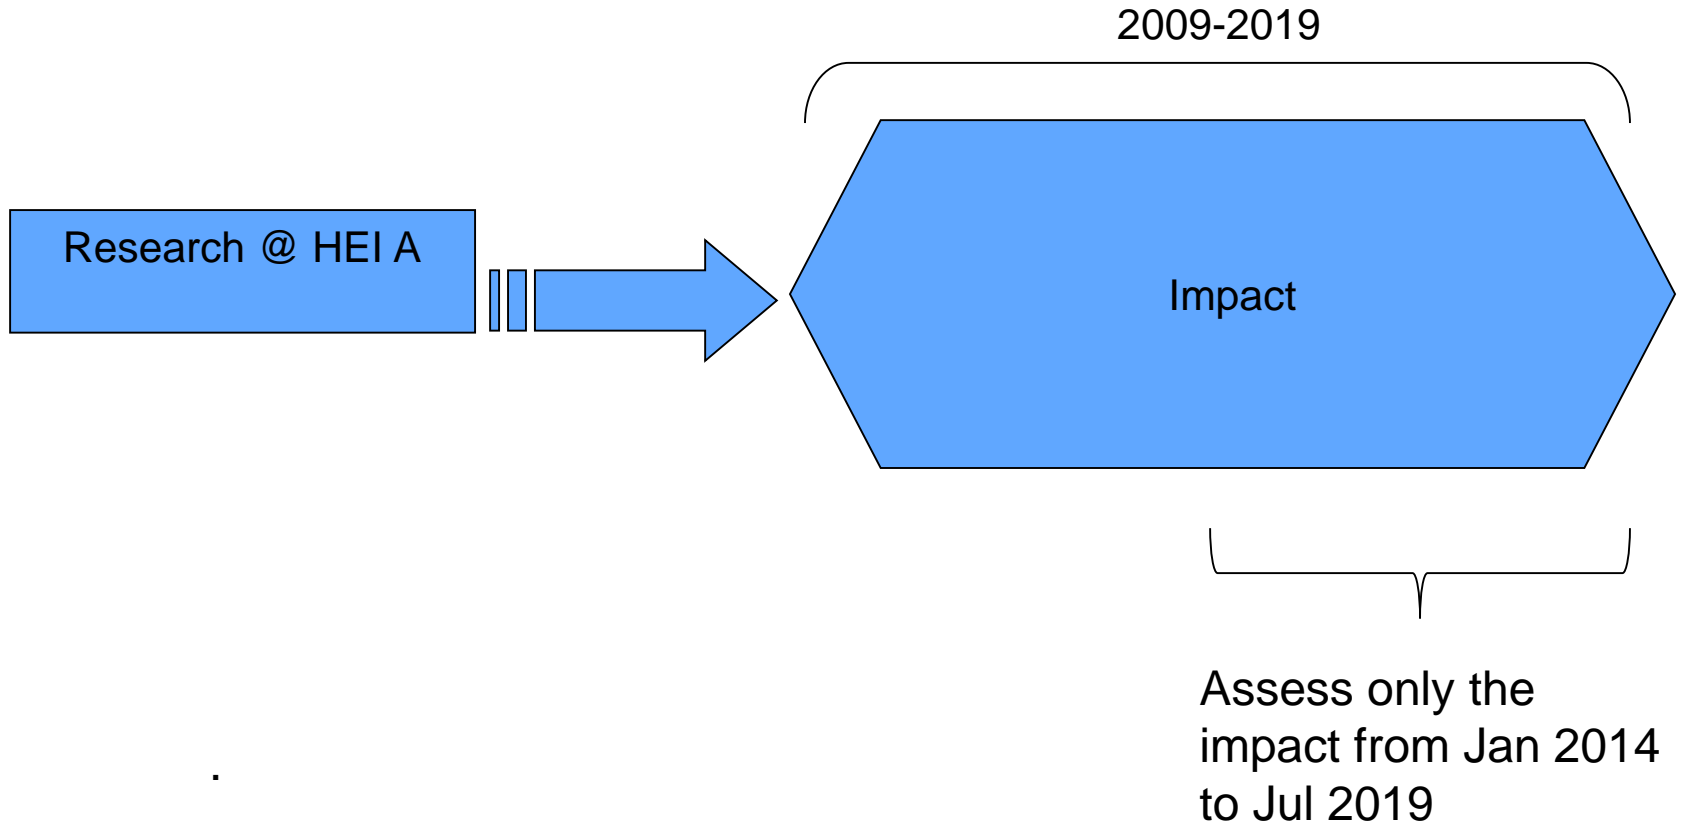 2009-2019
Research @ HEI A
Impact
Assess only the
impact from Jan 2014
to Jul 2019
.